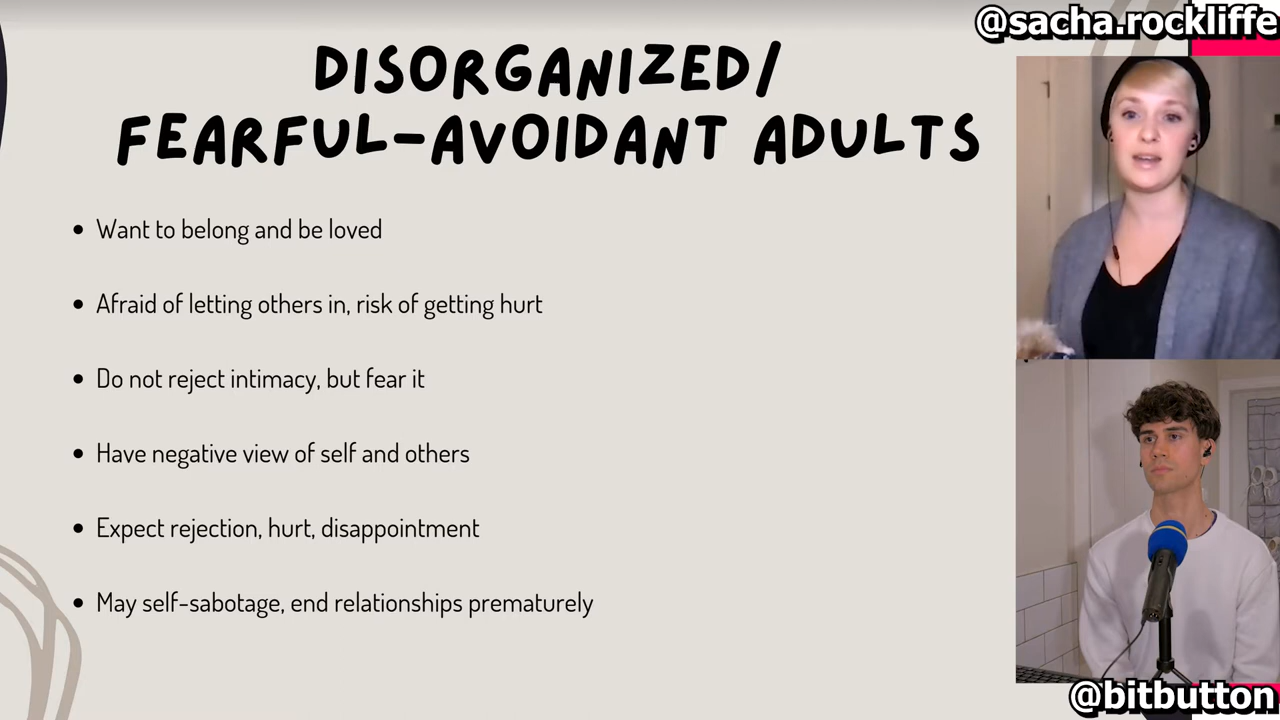 @sacha.rockliffe
DISORGANIZED/
FEARFUL-AVOIDANT ADULTS
• Want to belong and be loved
• Afraid of letting others in, risk of getting hurt
• Do not reject intimacy, but fear it
• Have negative view of self and others
• Expect rejection, hurt, disappointment
• May self-sabotage, end relationships prematurely
@bitbutton